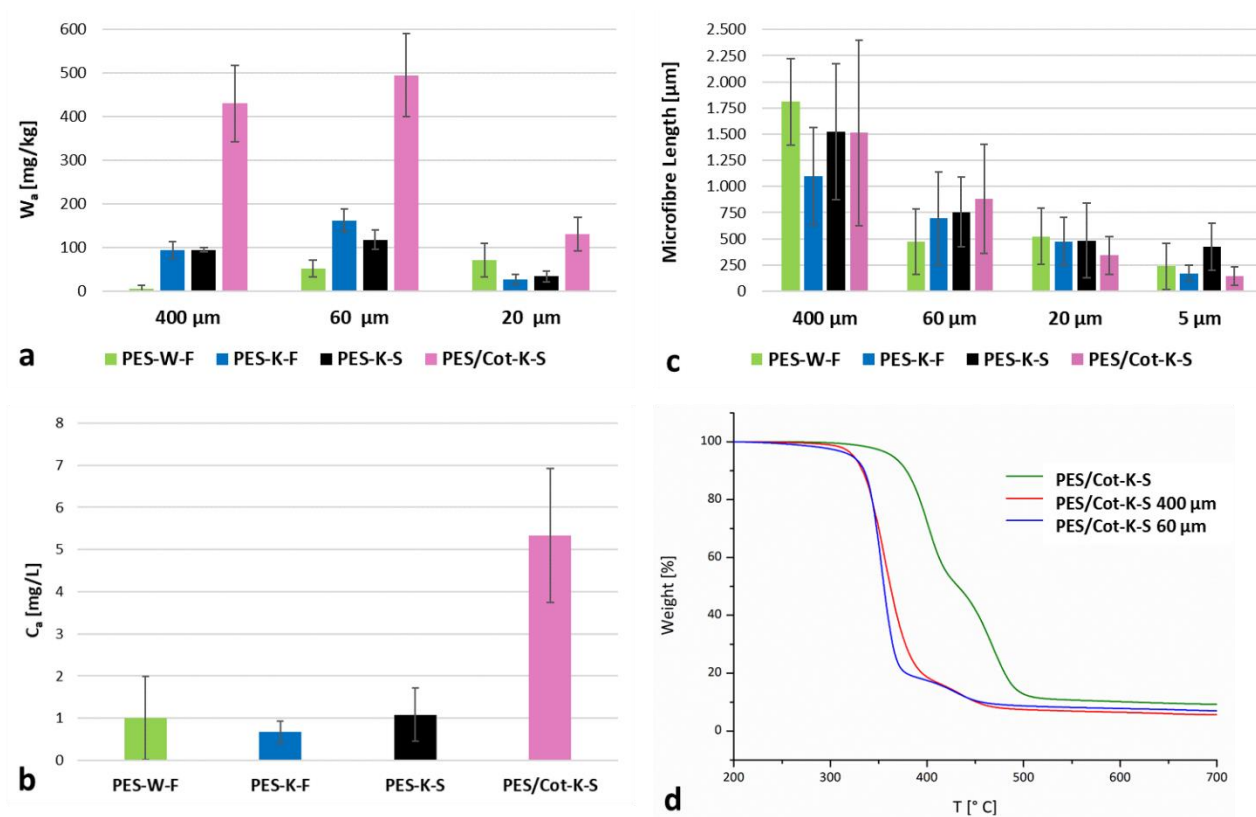 600
500
400
300
200
100
0
Wa [mg/kg]
400 µm 60 µm 20 µm
a
PES-W-F PES-K-F PES-K-S PES/Cot-K-S
2.500
2.250
2.000
1.750
1.500
1.250
1.000
750
500
250
0
Microfibre Length [µm]
400 µm 60 µm 20 µm 5 µm
c
PES-W-F PES-K-F PES-K-S PES/Cot-K-S
8
7
6
5
4
3
2
1
0
Ca [mg/L]
PES-W-F PES-K-F PES-K-S PES/Cot-K-S
b
100
80
60
40
20
0
Weight [%]
PES/Cot-K-S
PES/Cot-K-S 400 µm
PES/Cot-K-S 60 µm
200 300 400 500 600 700
T [° C]
d